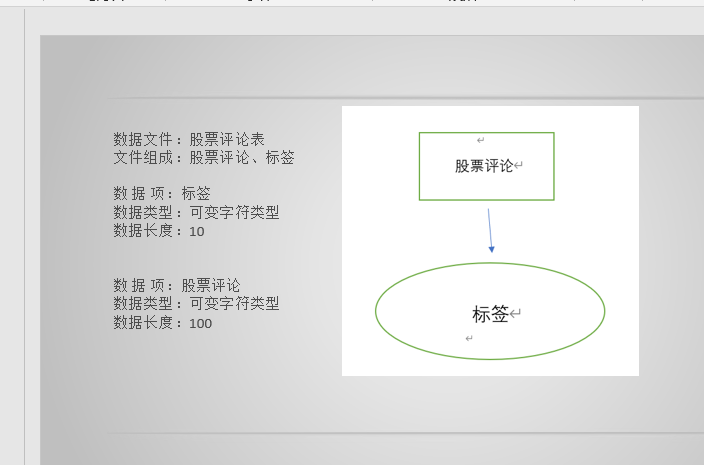 数据文件：股票评论表
文件组成：股票评论、标签
数 据 项：标签
数据类型：可变字符类型
数据长度：10
数 据 项：股票评论
数据类型：可变字符类型
数据长度：100
股票评论
标签